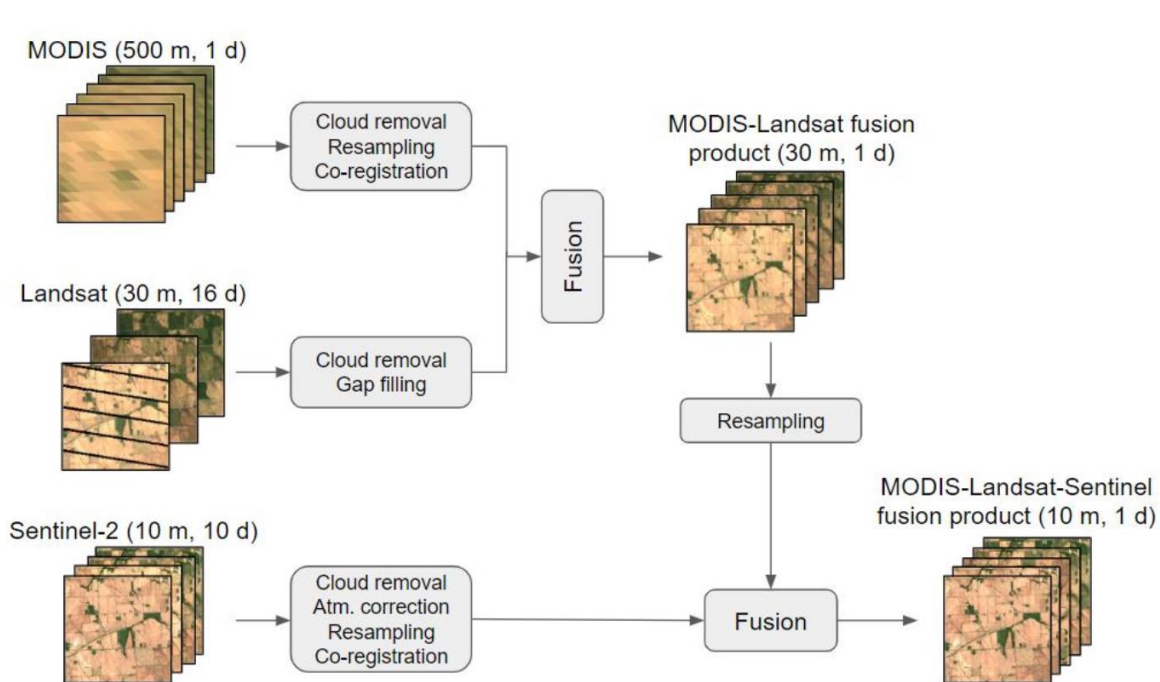 MODIS (500 m, 1 d)
Cloud removal
Resampling
Co-registration
MODIS-Landsat fusion
product (30 m, 1 d)
Fusion
Landsat (30 m, 16 d)
Cloud removal
Gap filling
Resampling
MODIS-Landsat-Sentinel
fusion product (10 m, 1 d)
Sentinel-2 (10 m, 10 d)
Cloud removal
Atm. correction
Resampling
Co-registration
Fusion